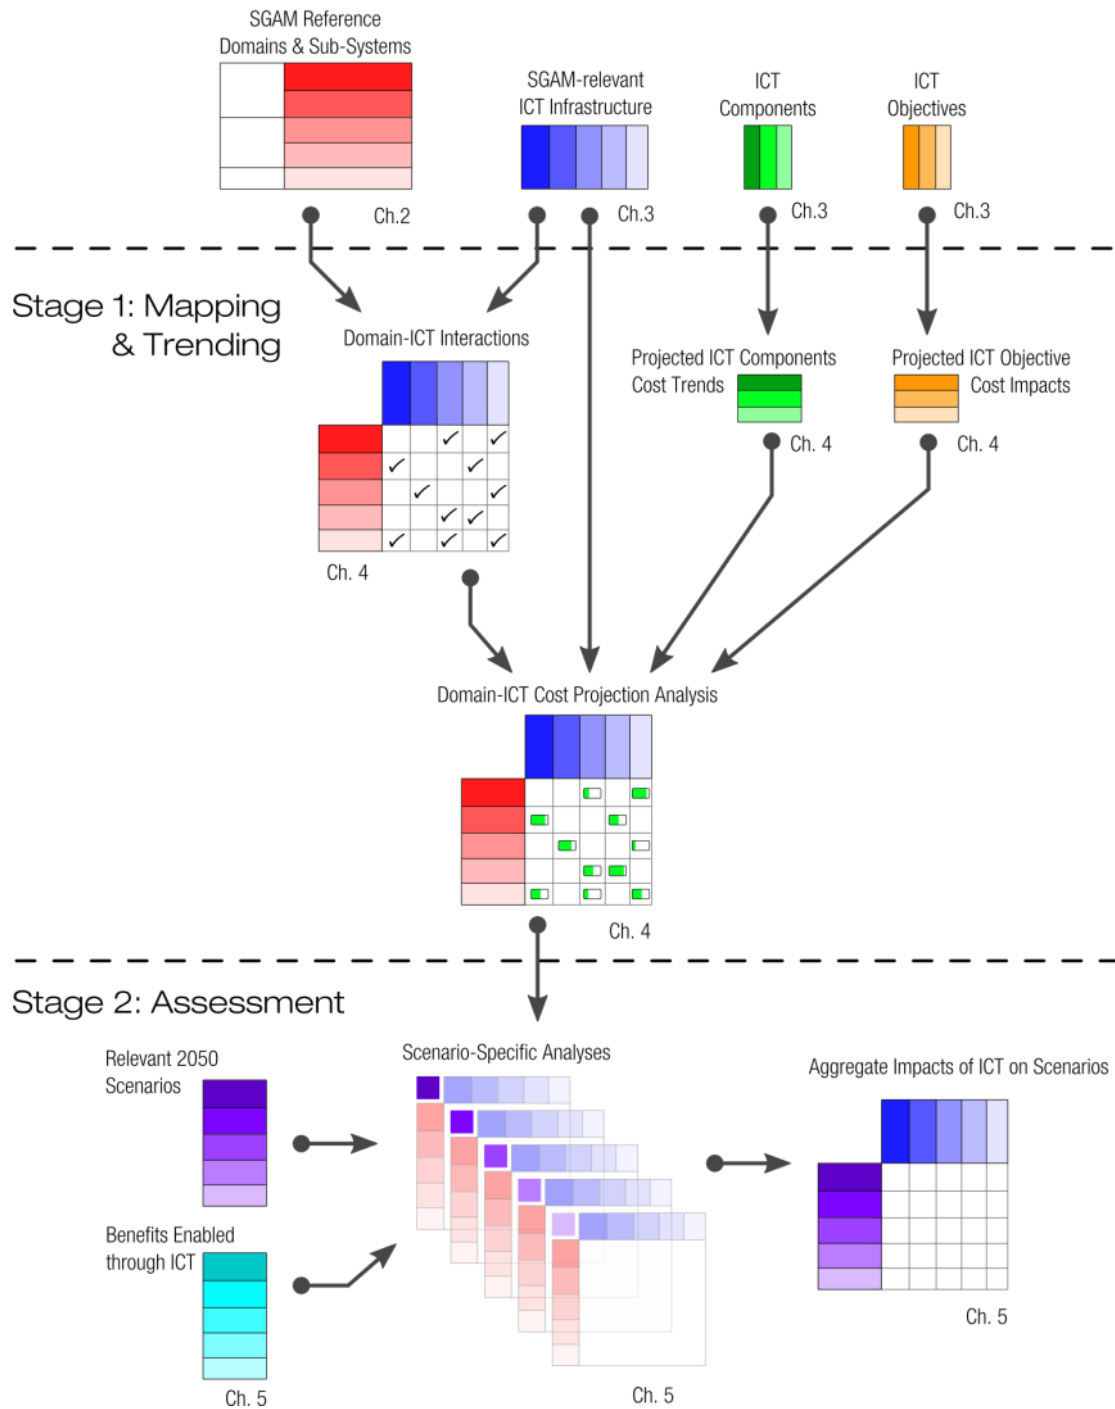 SGAM Reference
Domains & Sub-Systems
Ch.2
SGAM-relevant
ICT Infrastructure
Ch.3
ICT
Components
Ch.3
ICT
Objectives
Ch.3
Stage 1: Mapping
& Trending
Domain-ICT Interactions
Ch. 4
Projected ICT Components
Cost Trends
Ch. 4
Projected ICT Objective
Cost Impacts
Ch. 4
Domain-ICT Cost Projection Analysis
Ch. 4
Stage 2: Assessment
Relevant 2050
Scenarios
Benefits Enabled
through ICT
Ch. 5
Scenario-Specific Analyses
Ch. 5
Aggregate Impacts of ICT on Scenarios
Ch. 5